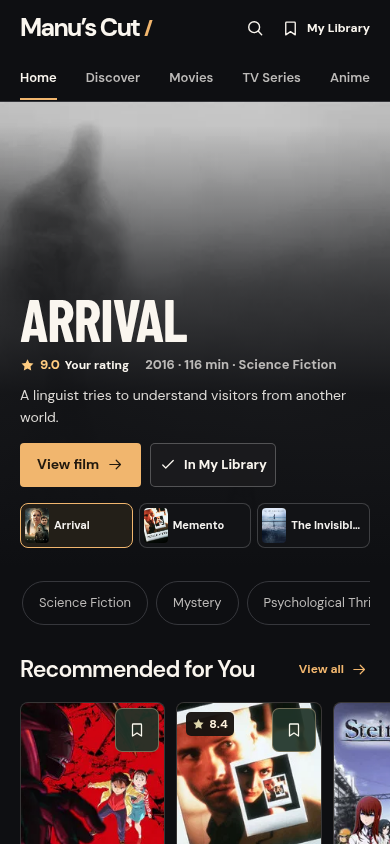 Manu's Cut /
My Library
Home Discover Movies TV Series Anime
ARRIVAL
9.0 Your rating 2016 · 116 min · Science Fiction
A linguist tries to understand visitors from another
world.
View film → In My Library
Arrival Memento The Invisibl...
Science Fiction Mystery Psychological Thri
Recommended for You View all →
8.4
Stein